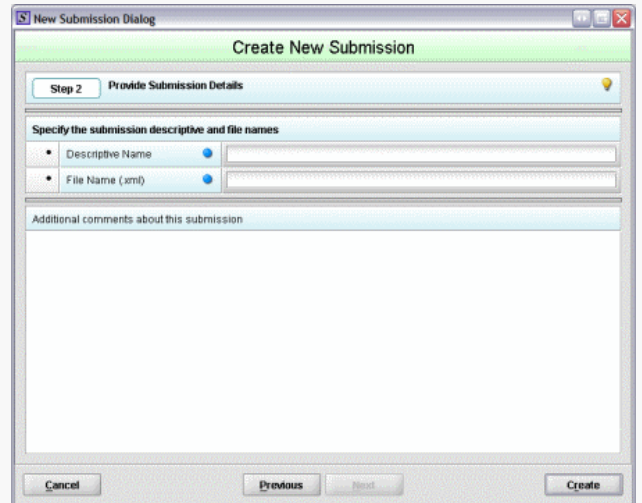 New Submission Dialog
Create New Submission
Step 2 Provide Submission Details
Specify the submission descriptive and file names
• Descriptive Name
• File Name (.xml)
Additional comments about this submission
Cancel Previous Next Create